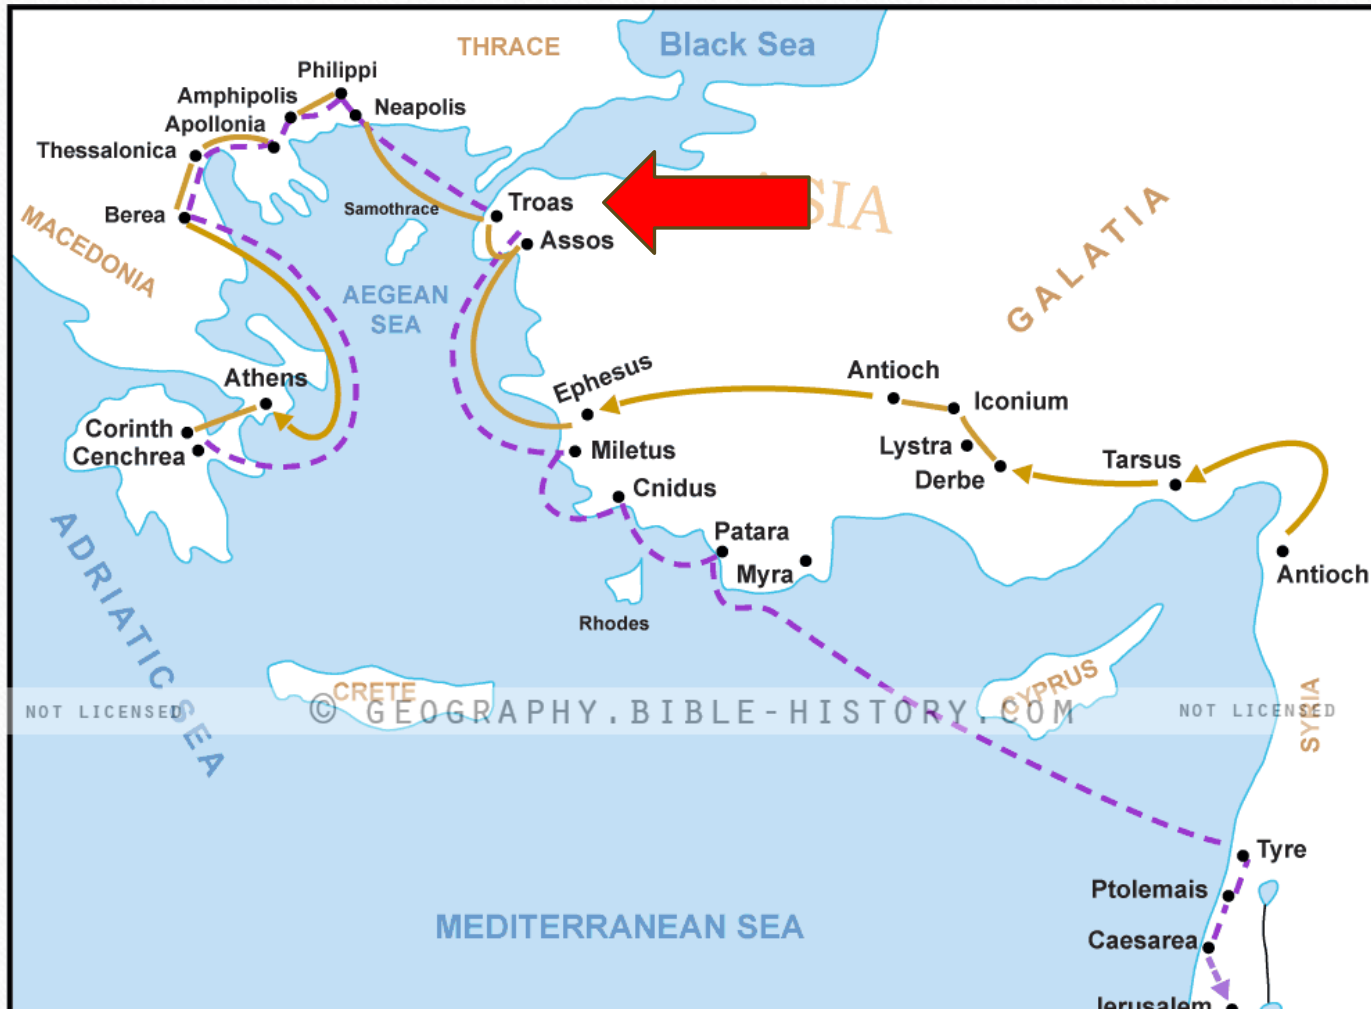 THRACE
Black Sea
Philippi
Amphipolis
Neapolis
Apollonia
Thessalonica
Troas
Samothrace
SIA
Berea
Assos
MACEDONIA
GALATIA
AEGEAN
SEA
Athens
Ephesus
Antioch
Iconium
Corinth
Cenchrea
Miletus
Lystra
Derbe
Tarsus
Cnidus
Patara
Myra
Antioch
ADRIATIC SEA
Rhodes
CRETE
CYPRUS
SYRIA
NOT LICENSED
© GEOGRAPHY.BIBLE-HISTORY.COM
NOT LICENSED
Tyre
Ptolemais
MEDITERRANEAN SEA
Caesarea
Jerusalem